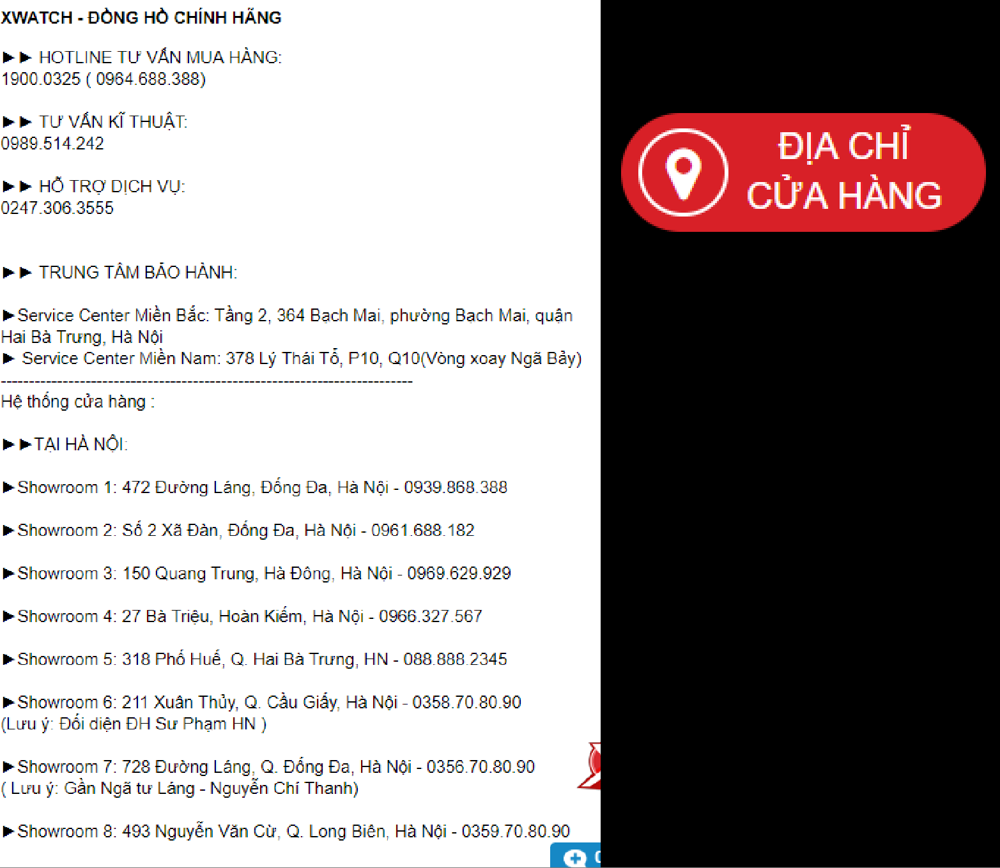 XWATCH - ĐỒNG HỒ CHÍNH HÃNG
►► HOTLINE TƯ VẤN MUA HÀNG:
1900.0325 ( 0964.688.388)
►► TƯ VẤN KĨ THUẬT:
0989.514.242
►► HỖ TRỢ DỊCH VỤ:
0247.306.3555
►► TRUNG TÂM BẢO HÀNH:
►Service Center Miền Bắc: Tầng 2, 364 Bạch Mai, phường Bạch Mai, quận
Hai Bà Trưng, Hà Nội
► Service Center Miền Nam: 378 Lý Thái Tổ, P10, Q10(Vòng xoay Ngã Bảy)
--------------------------------------------------------------------------
Hệ thống cửa hàng :
►►TẠI HÀ NỘI:
►Showroom 1: 472 Đường Láng, Đống Đa, Hà Nội - 0939.868.388
►Showroom 2: Số 2 Xã Đàn, Đống Đa, Hà Nội - 0961.688.182
►Showroom 3: 150 Quang Trung, Hà Đông, Hà Nội - 0969.629.929
►Showroom 4: 27 Bà Triệu, Hoàn Kiếm, Hà Nội - 0966.327.567
►Showroom 5: 318 Phố Huế, Q. Hai Bà Trưng, HN - 088.888.2345
►Showroom 6: 211 Xuân Thủy, Q. Cầu Giấy, Hà Nội - 0358.70.80.90
(Lưu ý: Đối diện ĐH Sư Phạm HN )
►Showroom 7: 728 Đường Láng, Q. Đống Đa, Hà Nội - 0356.70.80.90
( Lưu ý: Gần Ngã tư Láng - Nguyễn Chí Thanh)
►Showroom 8: 493 Nguyễn Văn Cừ, Q. Long Biên, Hà Nội - 0359.70.80.90
ĐỊA CHỈ
CỬA HÀNG